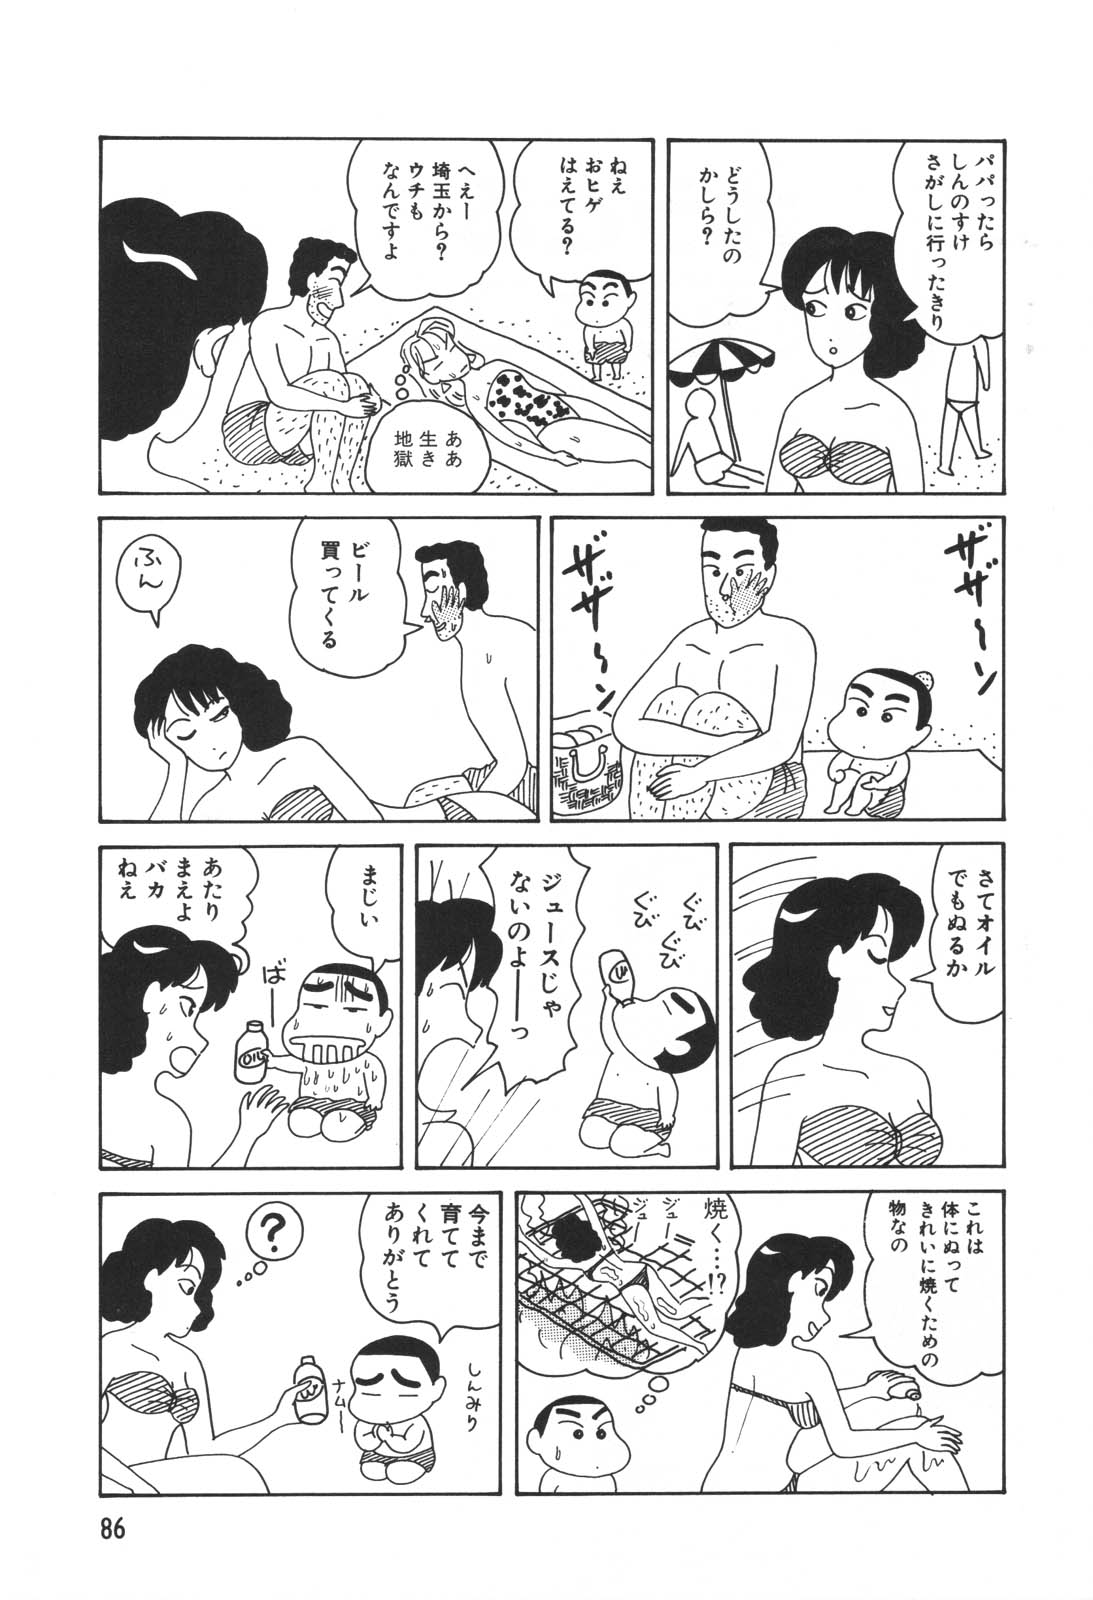 パパったら
しんのすけ
さがしに行ったきり
どうしたの
かしら?
ねえ
おヒゲ
はえてる?
へえー
埼玉から?
ウチも
なんですよ
ああ
生き
地獄
ザザ〜ン
ザザ〜ン
ビール
買ってくる
ふん
さてオイル
でもぬるか
ぐび
ぐび
ぐび
ジュースじゃ
ないのよーーっ
まじい
ばー
OIL
あたり
まえよ
バカ
ねえ
これは
体にぬって
きれいに焼くための
物なの
焼く…!?
ジュー
ジュー
今まで
育てて
くれて
ありがとう
しんみり
ナムー
?
86